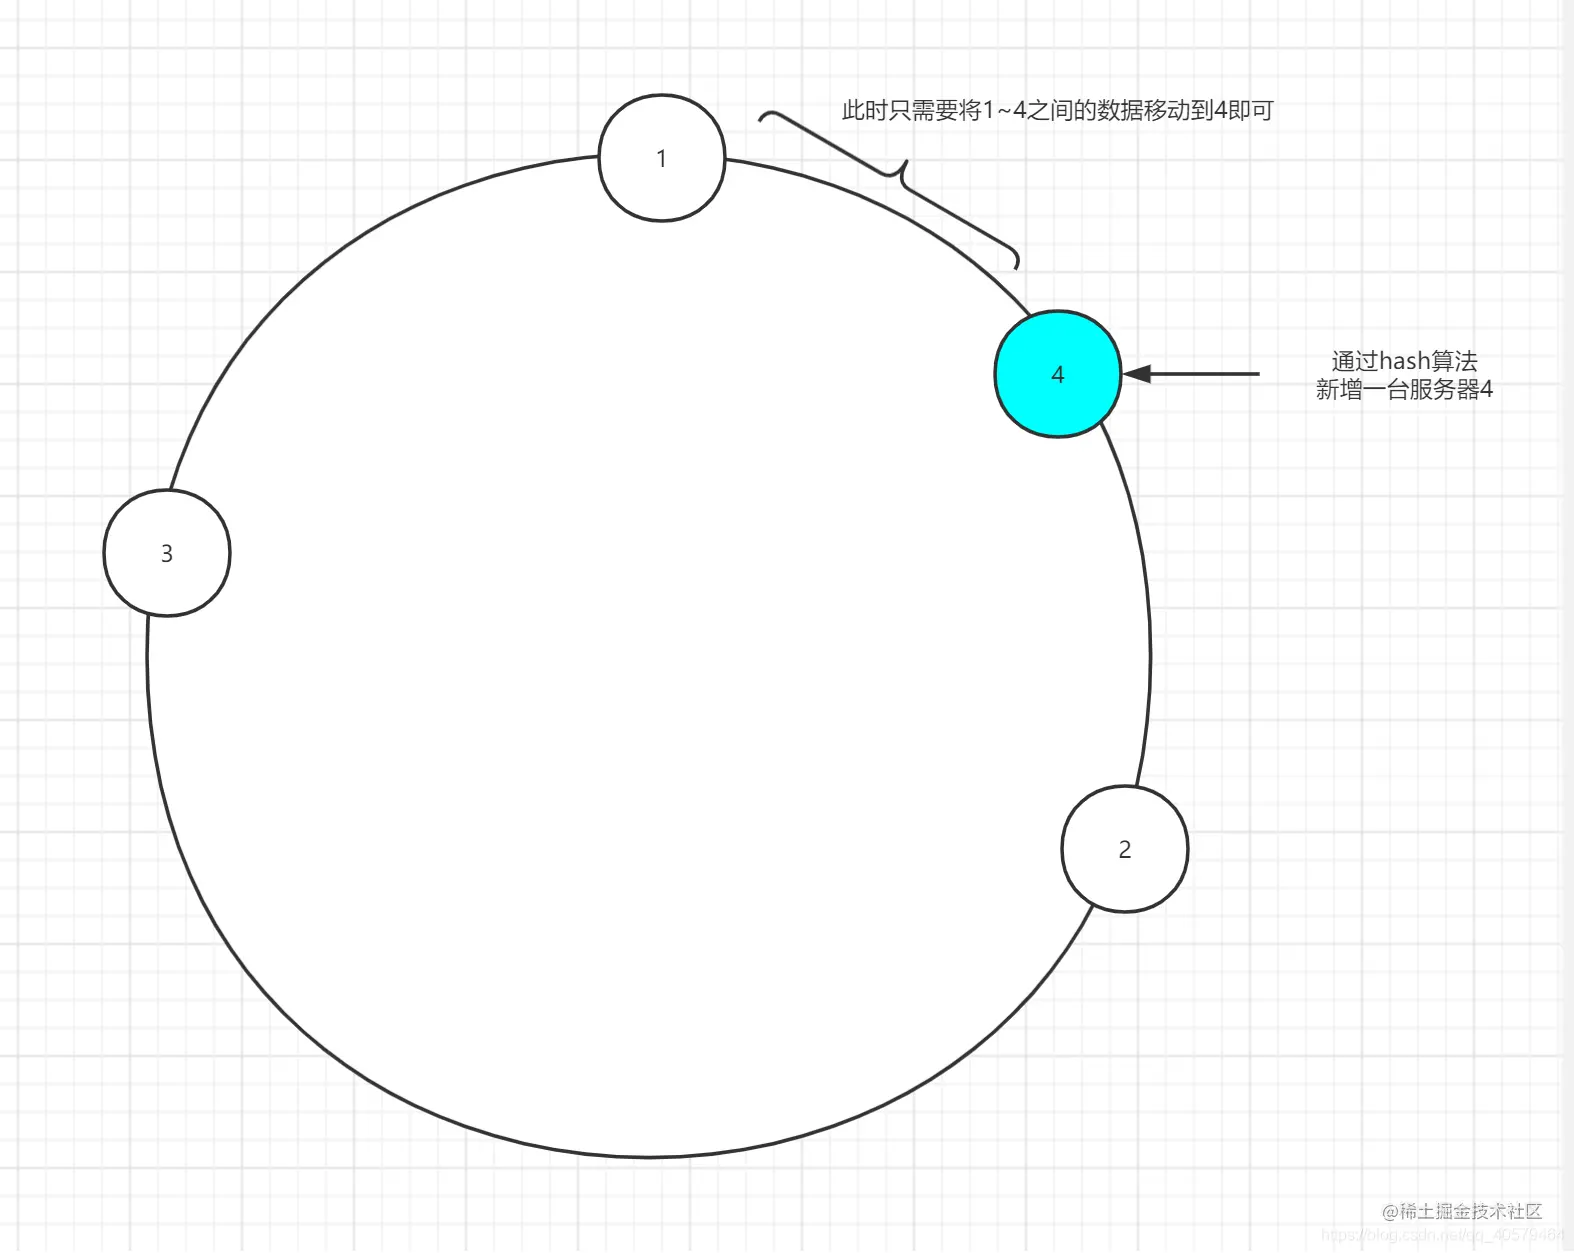 此时只需要将1~4之间的数据移动到4即可
1
4
通过hash算法
新增一台服务器4
3
2
@稀土掘金技术社区
https://blog.csdn.net/qq_40579464